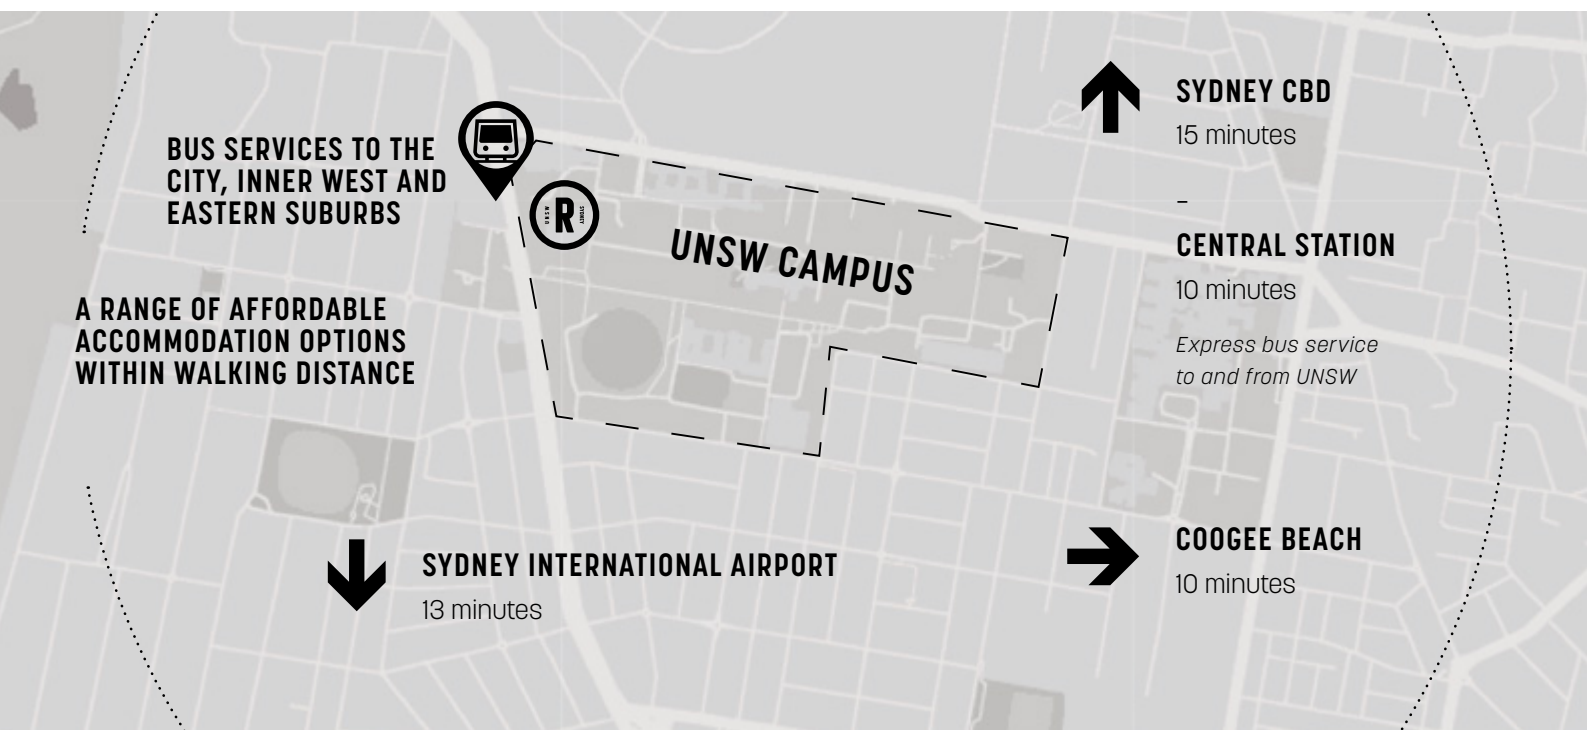 BUS SERVICES TO THE
CITY, INNER WEST AND
EASTERN SUBURBS
A RANGE OF AFFORDABLE
ACCOMMODATION OPTIONS
WITHIN WALKING DISTANCE
UNSW
R
SYDNEY
UNSW CAMPUS
SYDNEY CBD
15 minutes
–
CENTRAL STATION
10 minutes
Express bus service
to and from UNSW
SYDNEY INTERNATIONAL AIRPORT
13 minutes
COOGEE BEACH
10 minutes